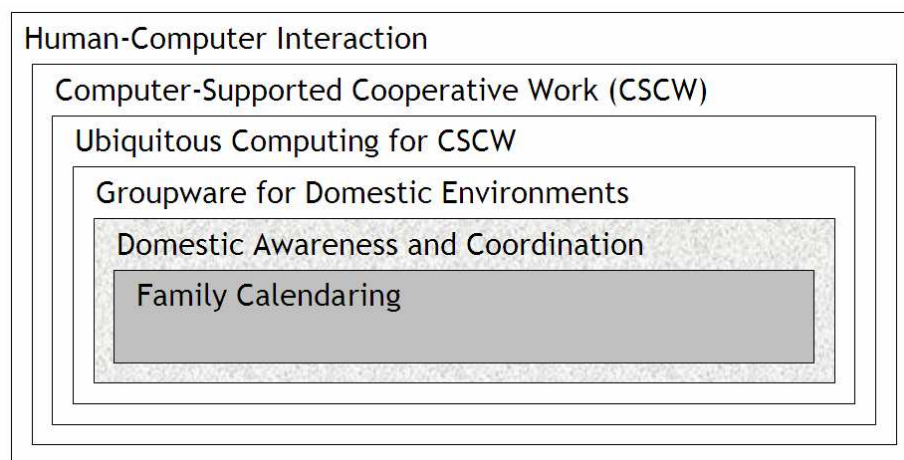 Human-Computer Interaction
Computer-Supported Cooperative Work (CSCW)
Ubiquitous Computing for CSCW
Groupware for Domestic Environments
Domestic Awareness and Coordination
Family Calendaring